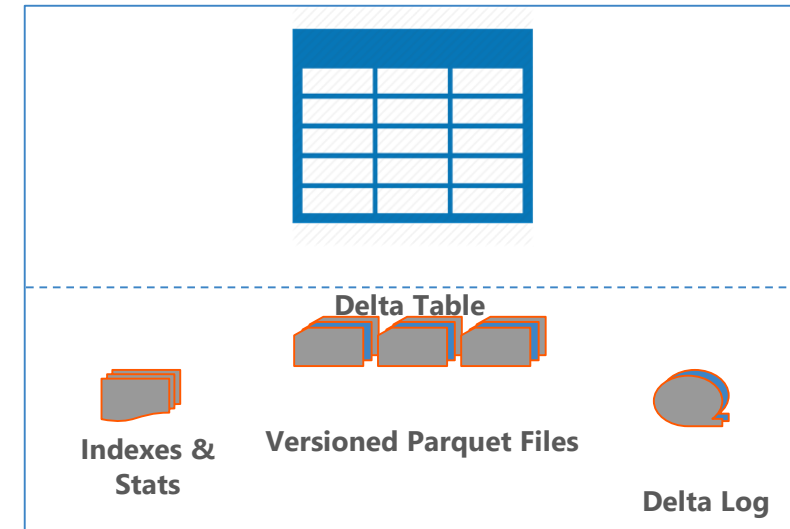 Delta Table
Indexes &
Stats
Versioned Parquet Files
Delta Log